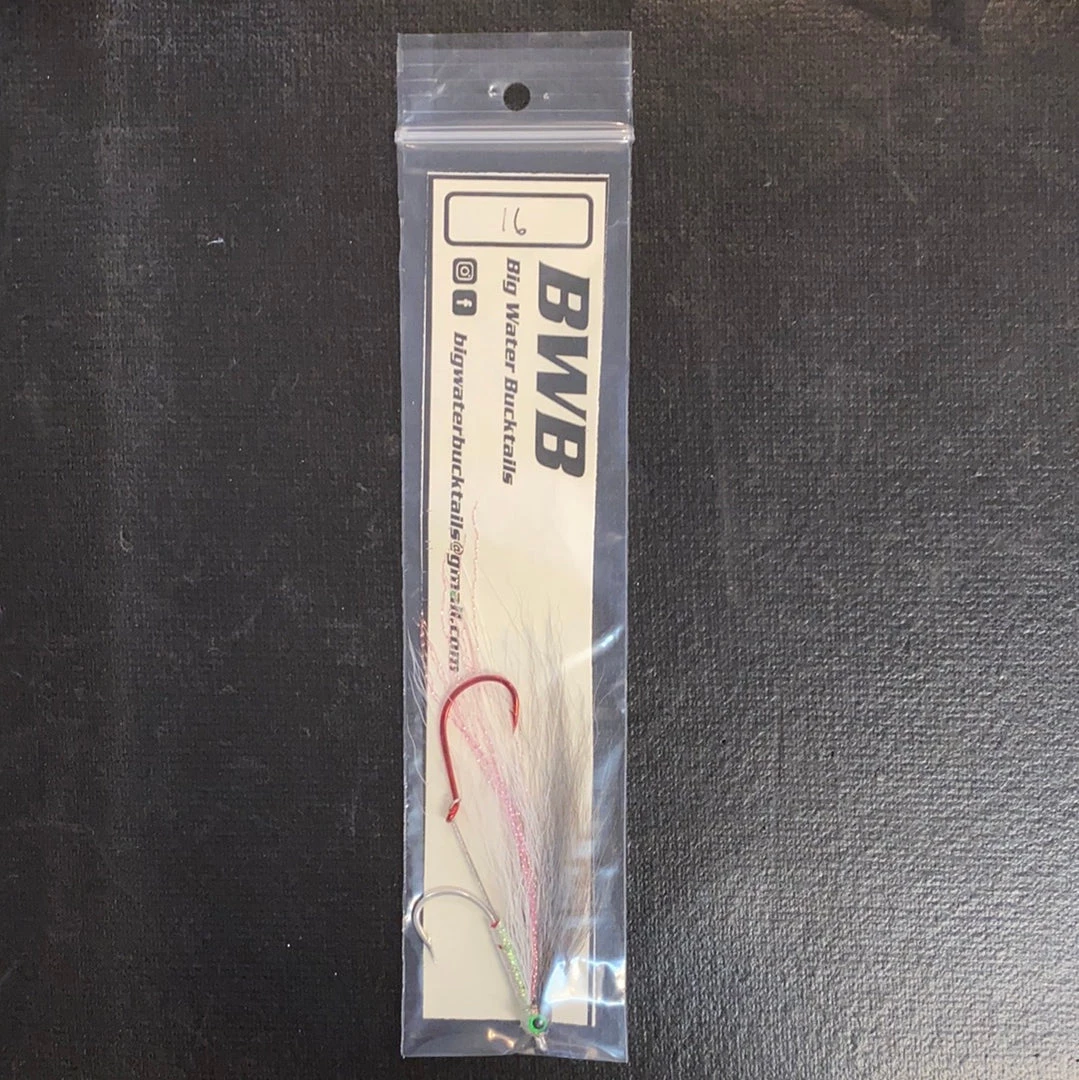 16
BWB
Big Water Bucktails
bigwaterbucktails@gmail.com